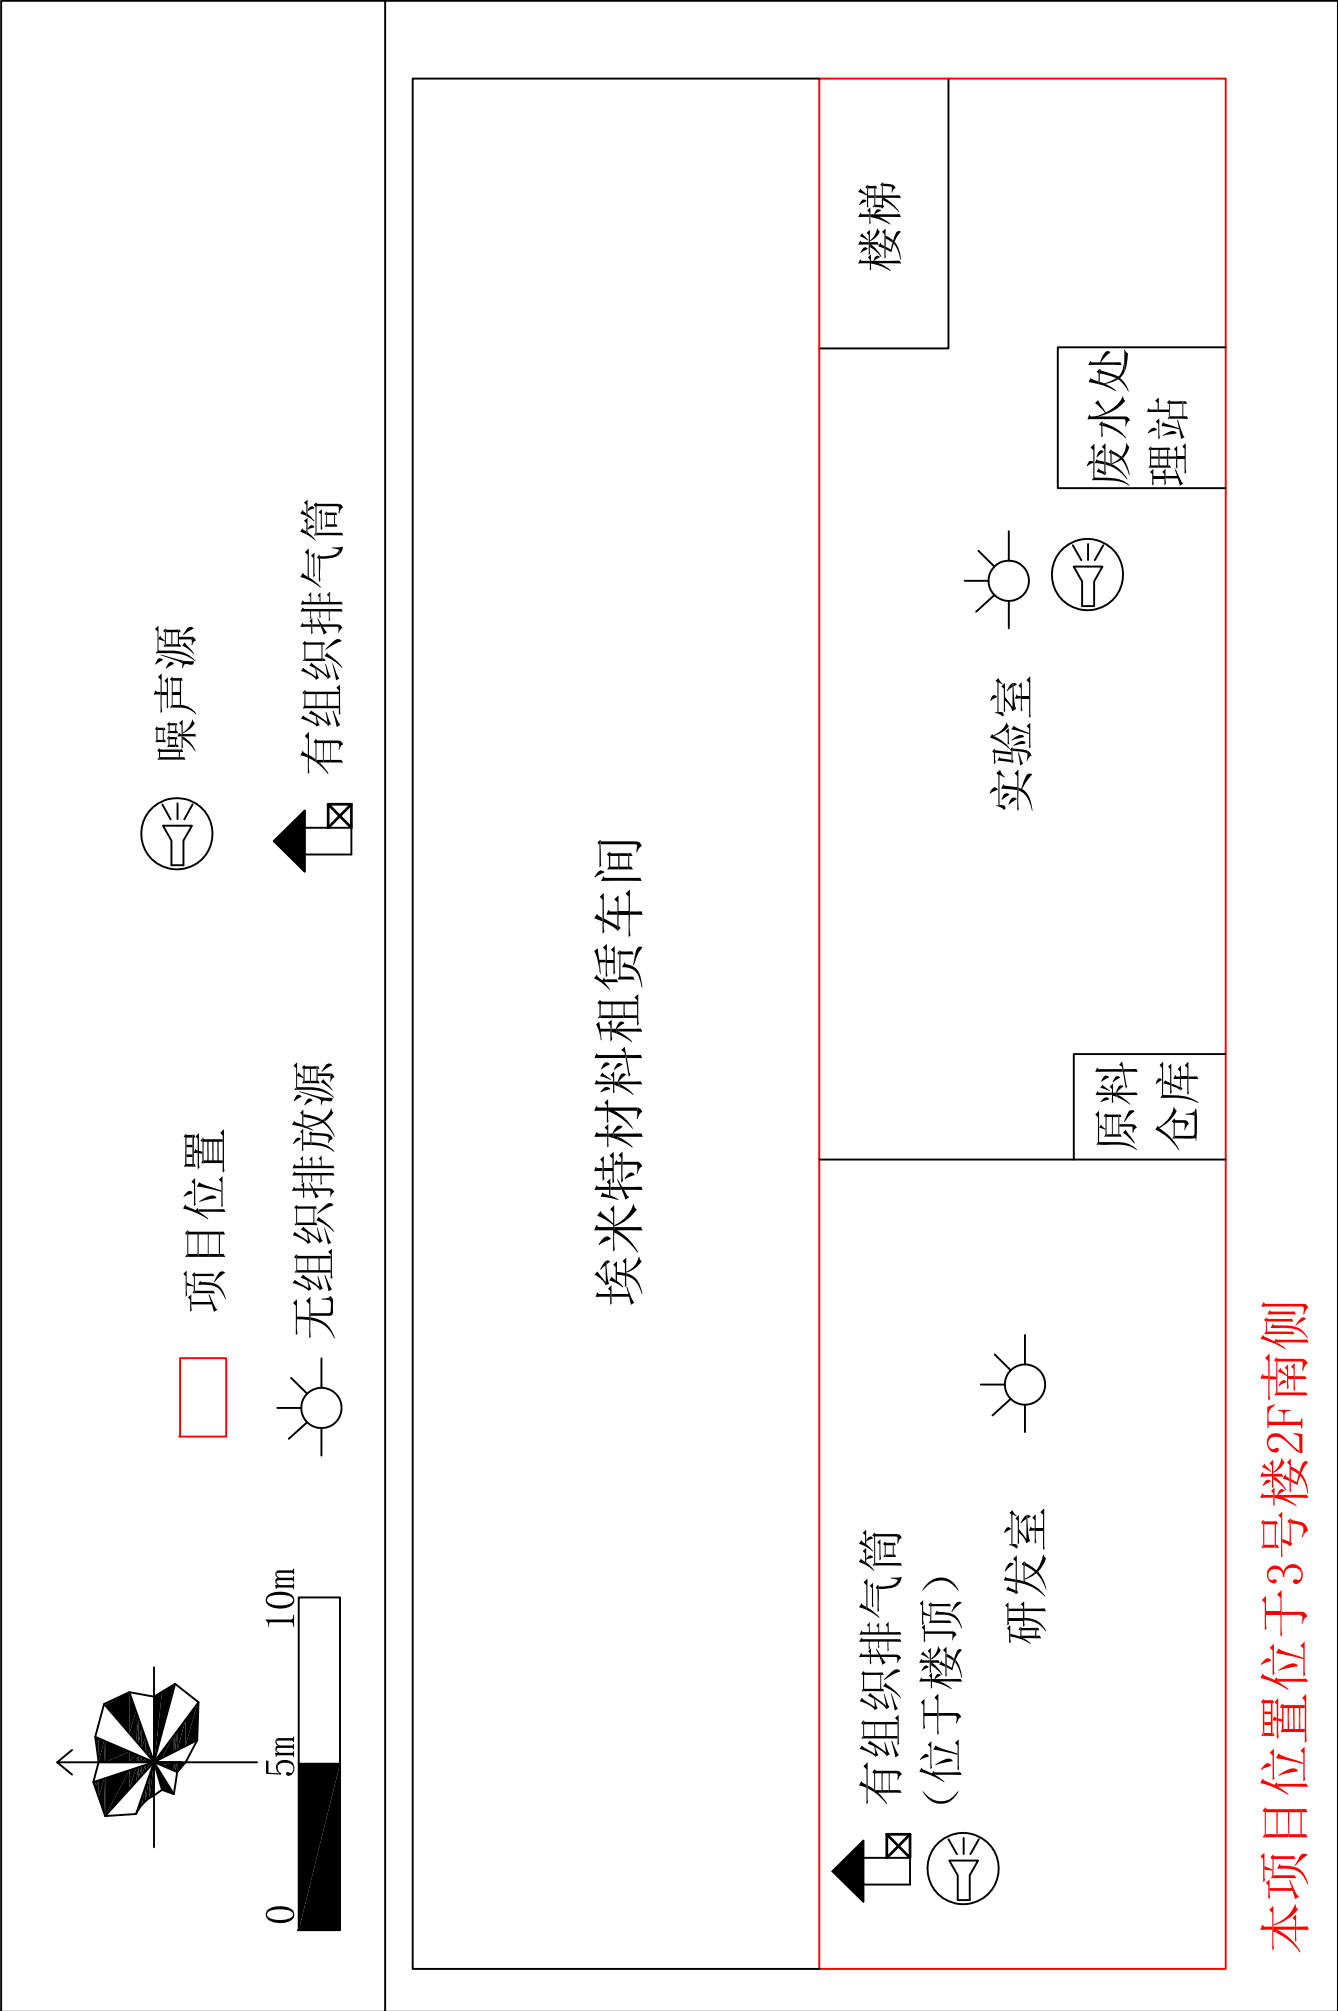 0
5m
10m
项目位置
噪声源
无组织排放源
有组织排气筒
埃米特材料租赁车间
有组织排气筒
(位于楼顶)
研发室
原料
仓库
实验室
废水处
理站
楼梯
本项目位置位于3号楼2F南侧